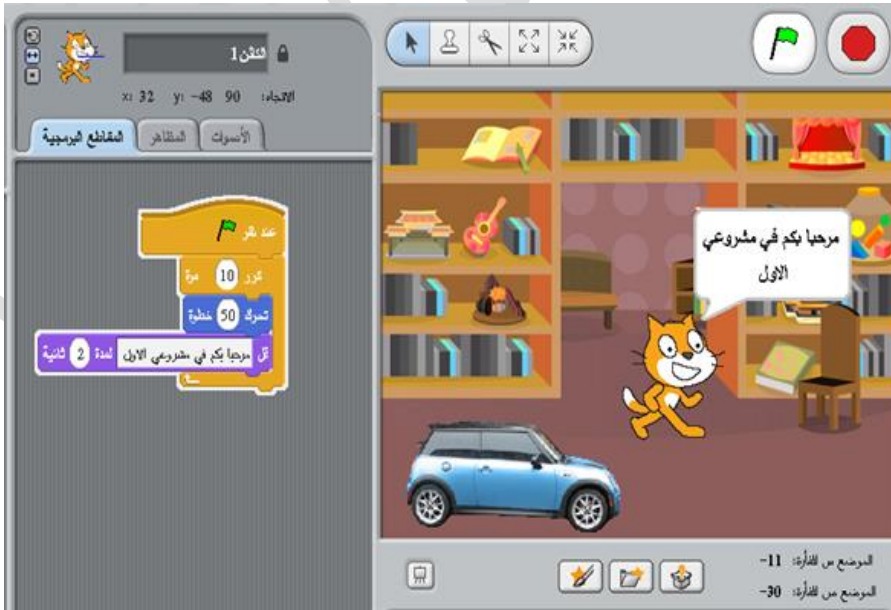 الكائن1
x: 32 y: -48 90 الاتجاه:
المقاطع البرمجية
المظاهر
الأصوات
عند نقر
كرر 10 مرة
تحرك 50 خطوة
قل مرحبا بكم في مشروعي الاول لمدة 2 ثانية
مرحبا بكم في مشروعي
الاول
الموضع س للفأرة: -11
الموضع ص للفأرة: -30